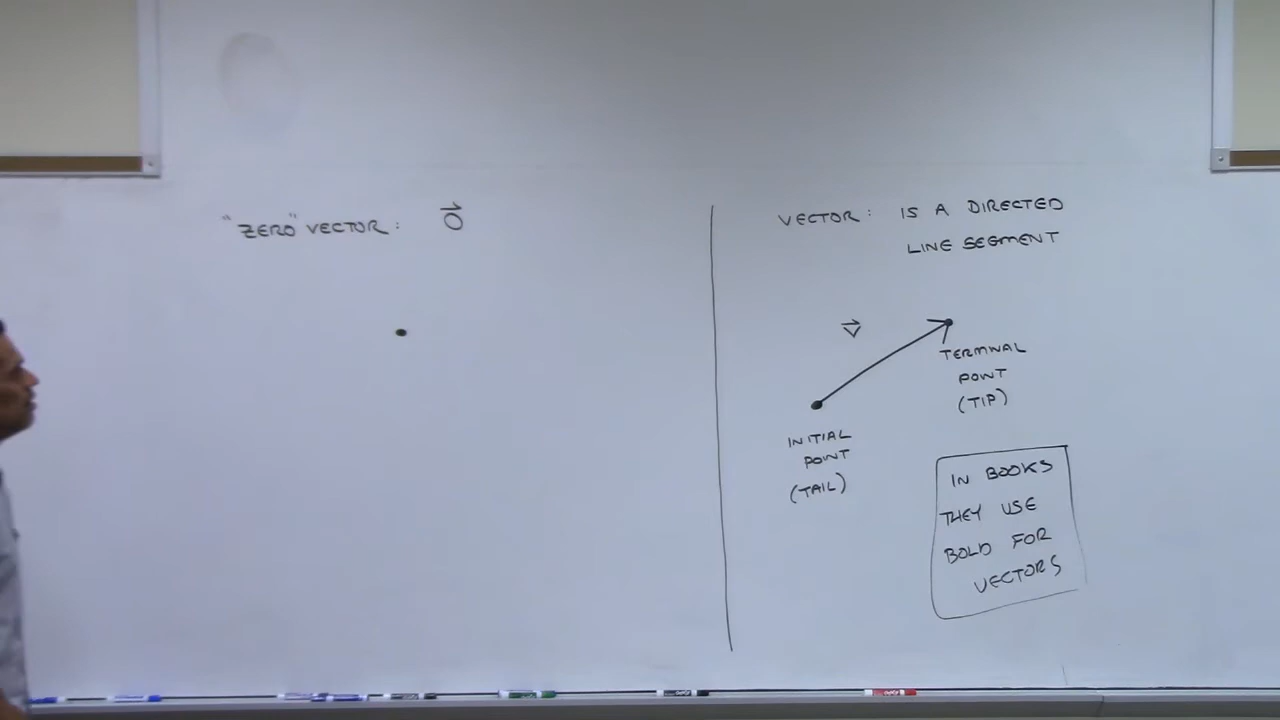 "ZERO" VECTOR: 0⃗
VECTOR: IS A DIRECTED
LINE SEGMENT
v⃗
TERMINAL
POINT
(TIP)
INITIAL
POINT
(TAIL)
IN BOOKS
THEY USE
BOLD FOR
VECTORS